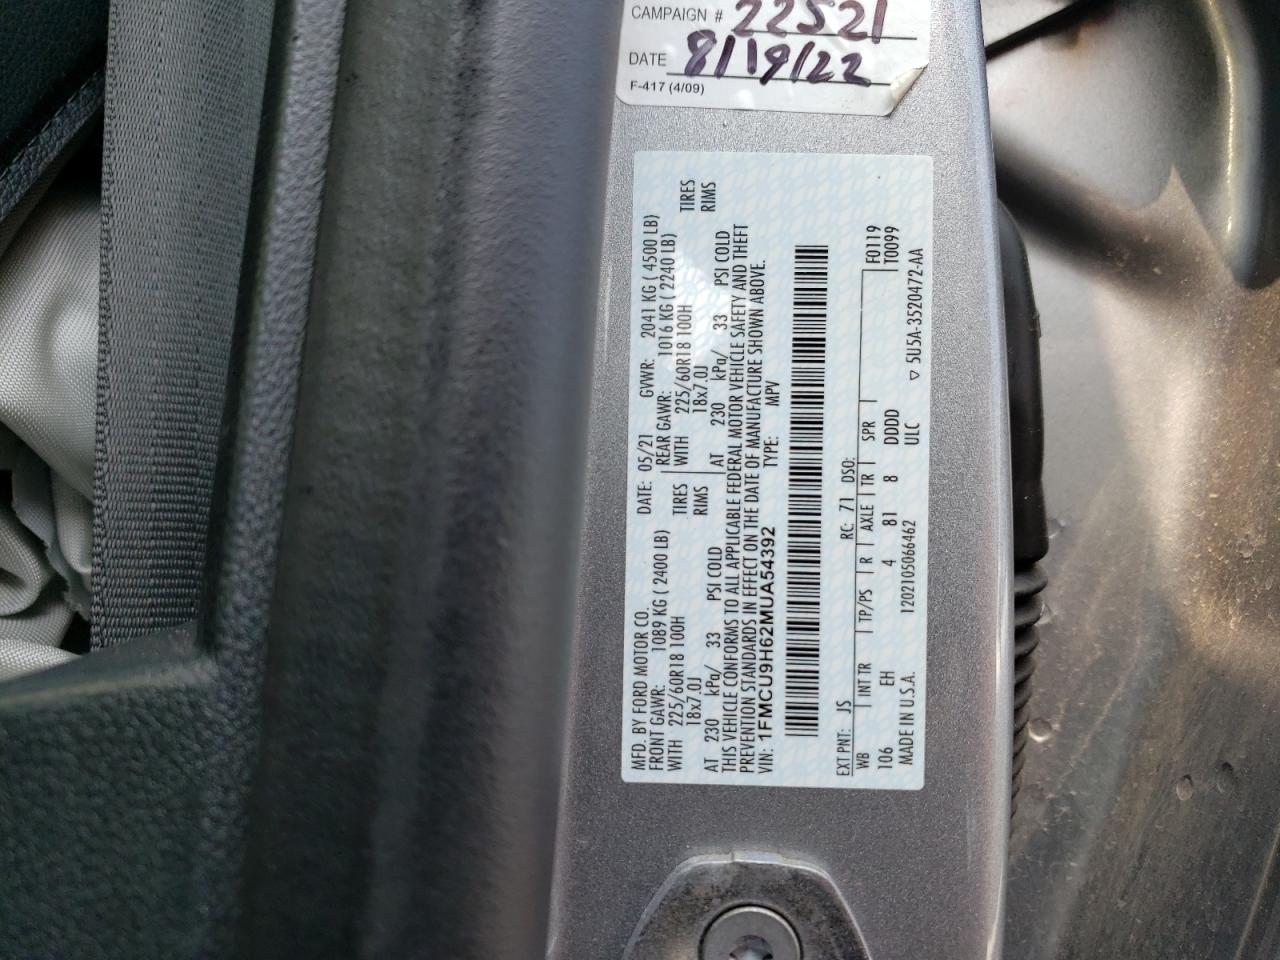 CAMPAIGN # 22S21
DATE 8/19/22
F-417 (4/09)
MFD. BY FORD MOTOR CO. DATE: 05/21 GVWR: 2041 KG ( 4500 LB)
FRONT GAWR: 1089 KG ( 2400 LB) REAR GAWR: 1016 KG ( 2240 LB)
WITH 225/60R18 100H TIRES WITH 225/60R18 100H TIRES
18x7.0J RIMS 18x7.0J RIMS
AT 230 kPa/ 33 PSI COLD AT 230 kPa/ 33 PSI COLD
THIS VEHICLE CONFORMS TO ALL APPLICABLE FEDERAL MOTOR VEHICLE SAFETY AND THEFT
PREVENTION STANDARDS IN EFFECT ON THE DATE OF MANUFACTURE SHOWN ABOVE.
VIN: 1FMCU9H62MUA54392 TYPE: MPV
EXT PNT: JS RC: 71 DSO: F0119
WB INT TR TP/PS R AXLE TR SPR T0099
106 EH 4 81 8 DDDD
MADE IN U.S.A. 120210506​6462 ULC ▽ 5U5A-3520472-AA